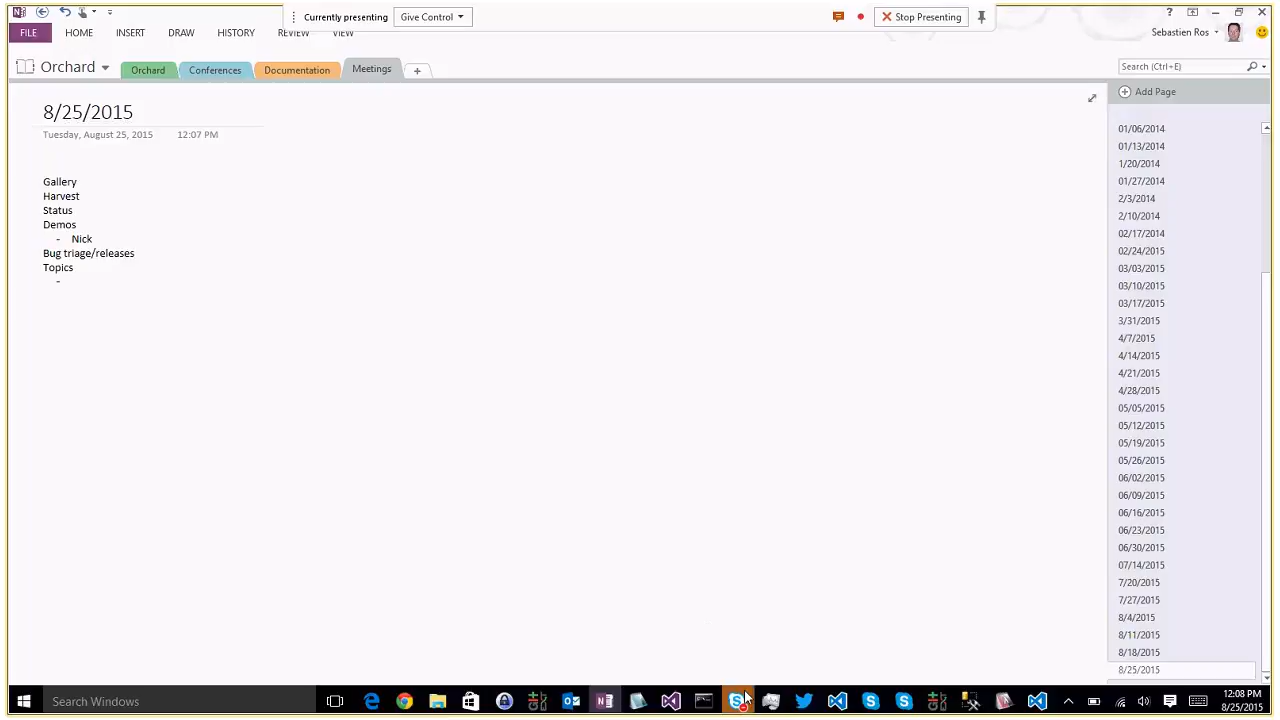 Currently presenting
Give Control
Stop Presenting
?
FILE
HOME
INSERT
DRAW
HISTORY
REVIEW
VIEW
Sebastien Ros
Orchard
Orchard
Conferences
Documentation
Meetings
+
Search (Ctrl+E)
8/25/2015
Tuesday, August 25, 2015
12:07 PM
Gallery
Harvest
Status
Demos
- Nick
Bug triage/releases
Topics
-
Add Page
01/06/2014
01/13/2014
1/20/2014
01/27/2014
2/3/2014
2/10/2014
02/17/2014
02/24/2015
03/03/2015
03/10/2015
03/17/2015
3/31/2015
4/7/2015
4/14/2015
4/21/2015
4/28/2015
05/05/2015
05/12/2015
05/19/2015
05/26/2015
06/02/2015
06/09/2015
06/16/2015
06/23/2015
06/30/2015
07/14/2015
7/20/2015
7/27/2015
8/4/2015
8/11/2015
8/18/2015
8/25/2015
Search Windows
12:08 PM
8/25/2015